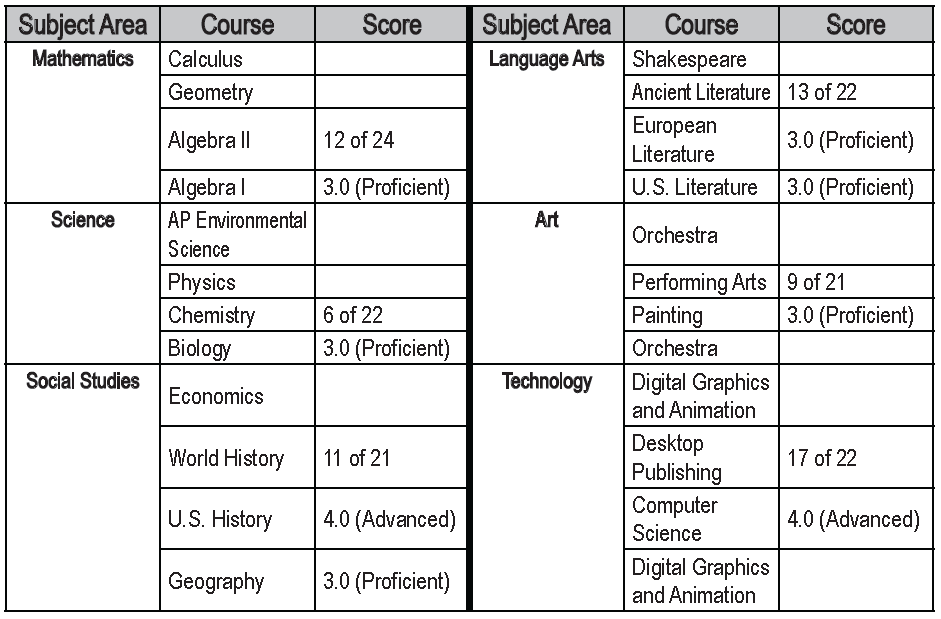 Subject Area Course Score Subject Area Course Score
Mathematics Calculus Language Arts Shakespeare
Geometry Ancient Literature 13 of 22
Algebra II 12 of 24 European
Literature 3.0 (Proficient)
Algebra I 3.0 (Proficient) U.S. Literature 3.0 (Proficient)
Science AP Environmental
Science Art Orchestra
Physics Performing Arts 9 of 21
Chemistry 6 of 22 Painting 3.0 (Proficient)
Biology 3.0 (Proficient) Orchestra
Social Studies Economics Technology Digital Graphics
and Animation
World History 11 of 21 Desktop
Publishing 17 of 22
U.S. History 4.0 (Advanced) Computer
Science 4.0 (Advanced)
Geography 3.0 (Proficient) Digital Graphics
and Animation